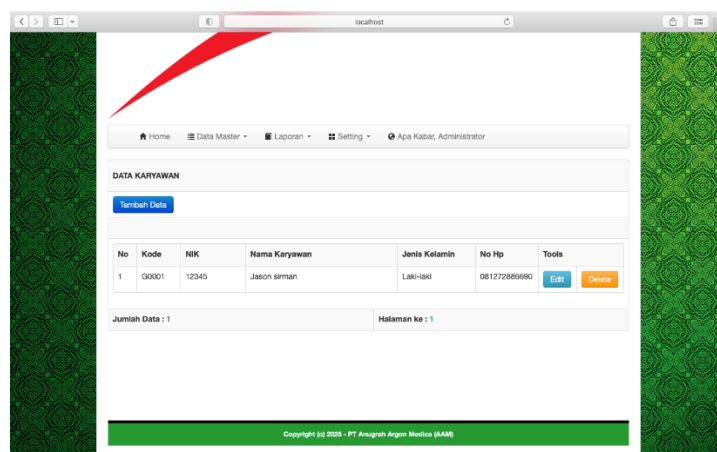 localhost
Home Data Master Laporan Setting Apa Kabar, Administrator
DATA KARYAWAN
Tambah Data
No Kode NIK Nama Karyawan Jenis Kelamin No Hp Tools
1 G0001 12345 Jason sirman Laki-laki 081272886690 Edit Delete
Jumlah Data : 1 Halaman ke : 1
Copyright (c) 2025 - PT Anugrah Argon Medica (AAM)